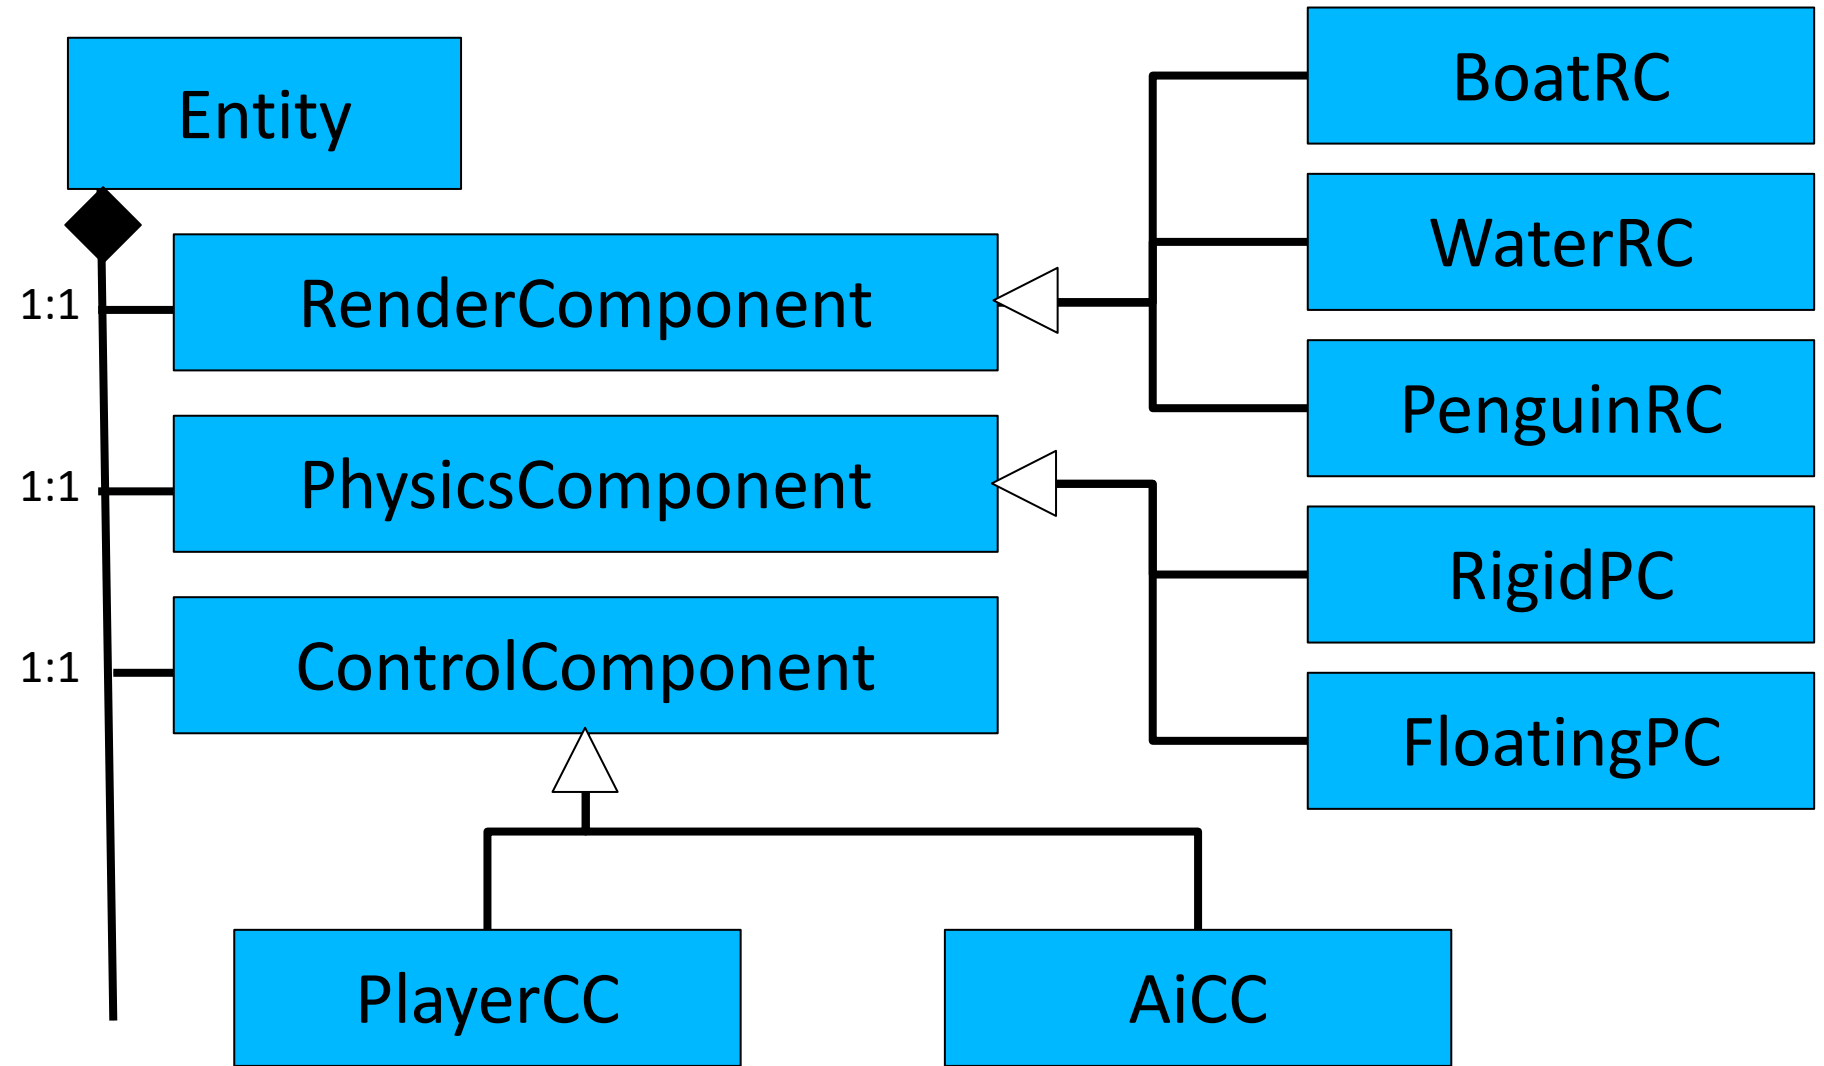 Entity
1:1
RenderComponent
1:1
PhysicsComponent
1:1
ControlComponent
BoatRC
WaterRC
PenguinRC
RigidPC
FloatingPC
PlayerCC
AiCC